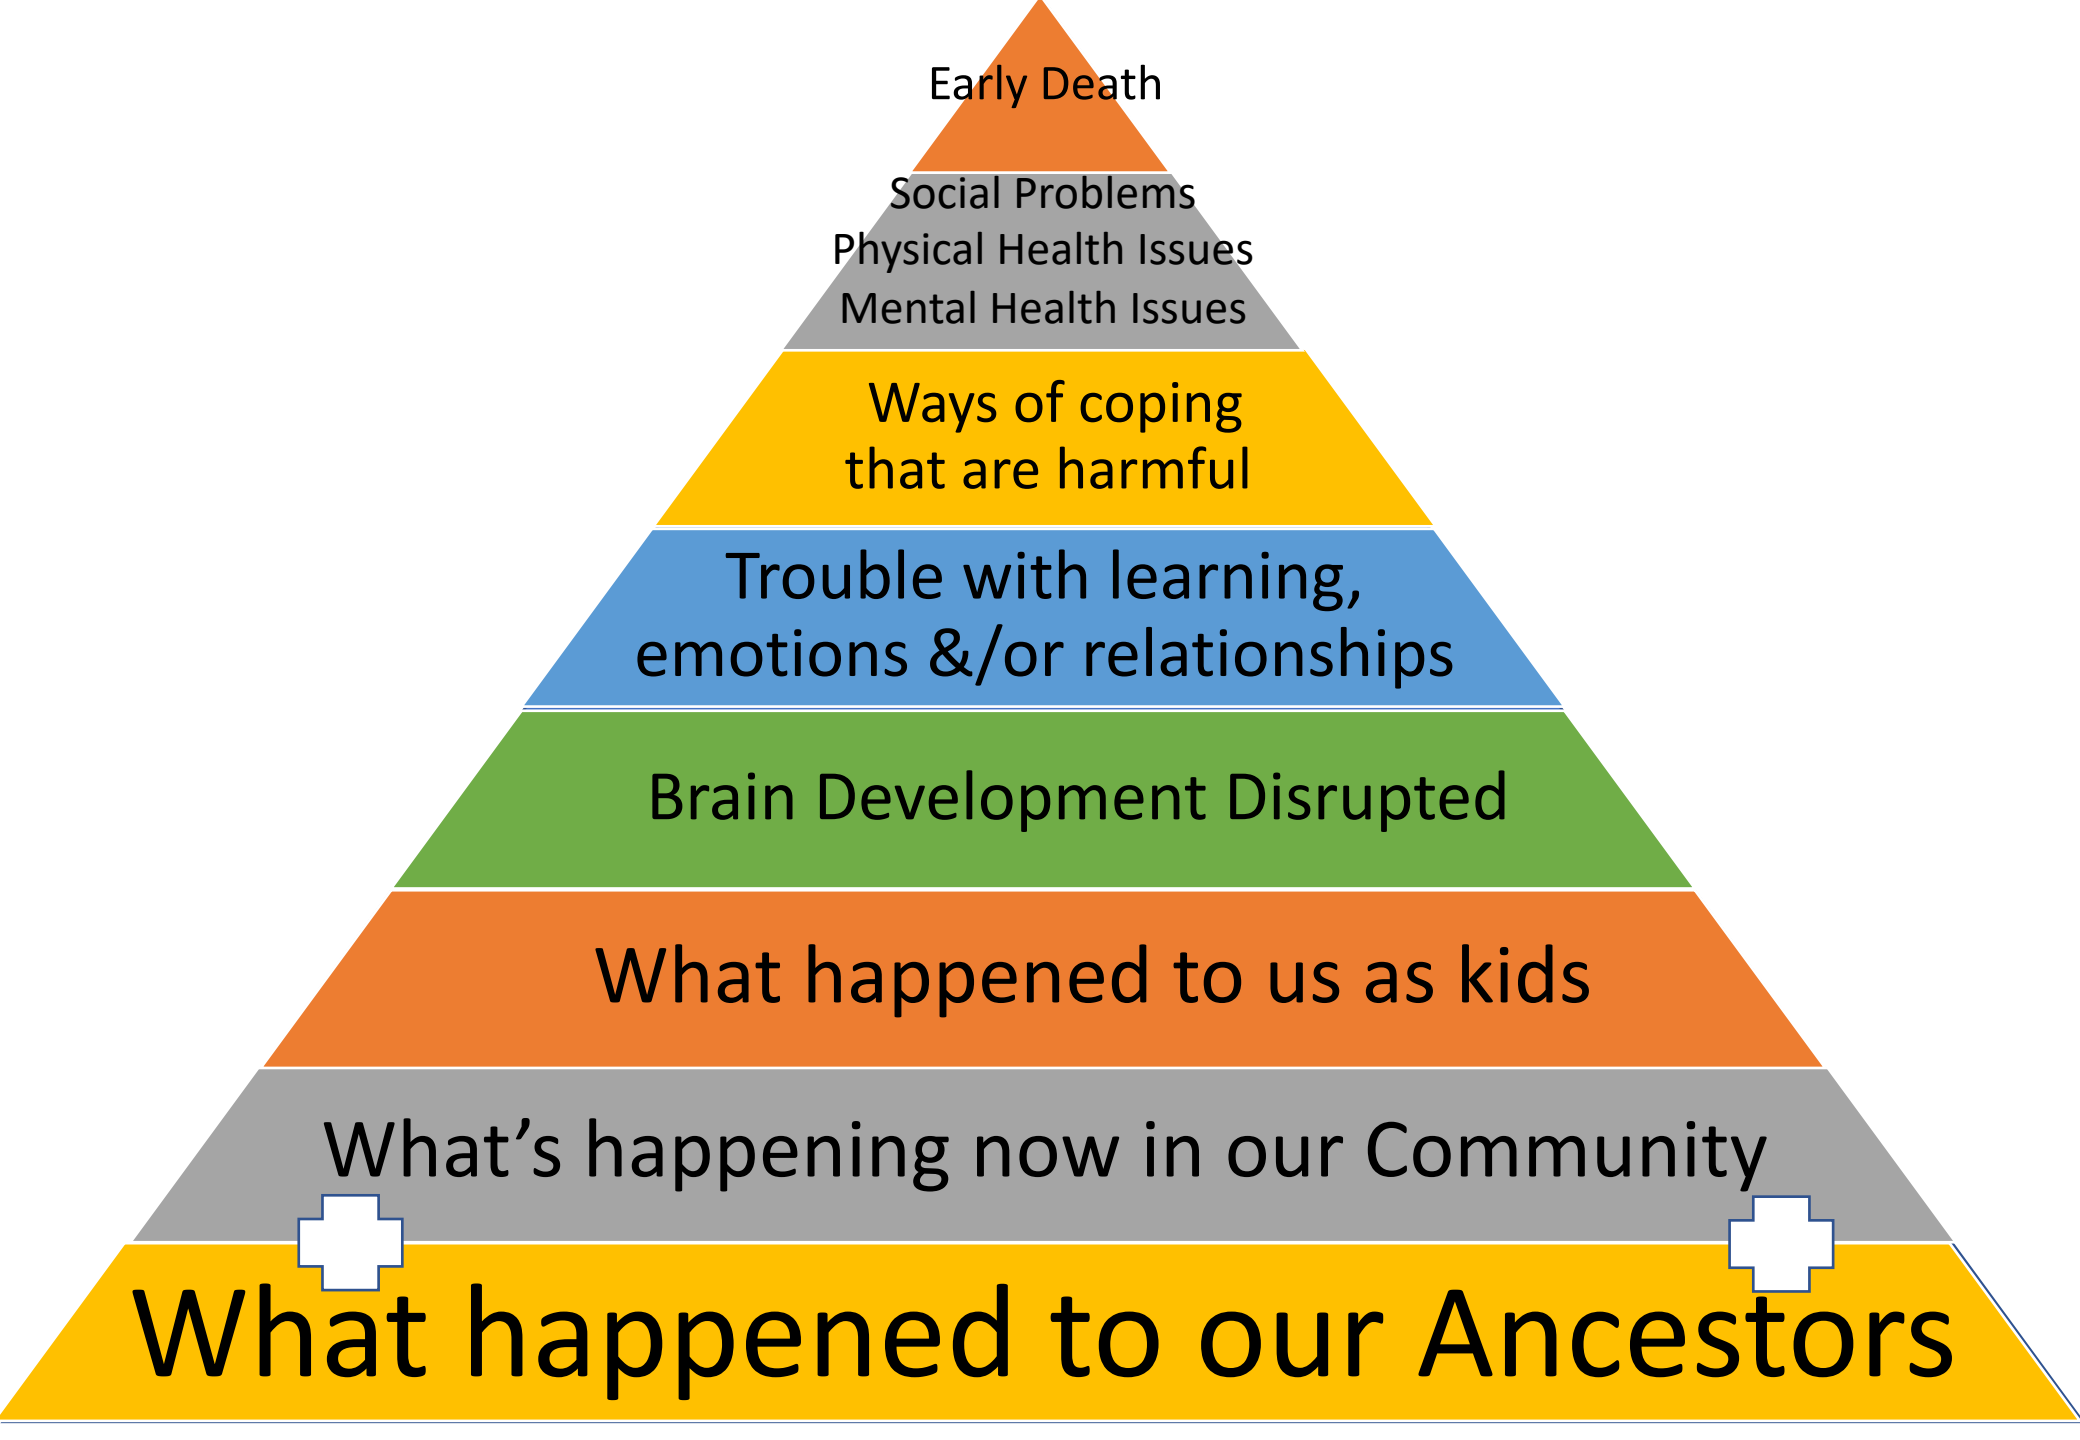 Early Death
Social Problems
Physical Health Issues
Mental Health Issues
Ways of coping
that are harmful
Trouble with learning,
emotions &/or relationships
Brain Development Disrupted
What happened to us as kids
What’s happening now in our Community
What happened to our Ancestors